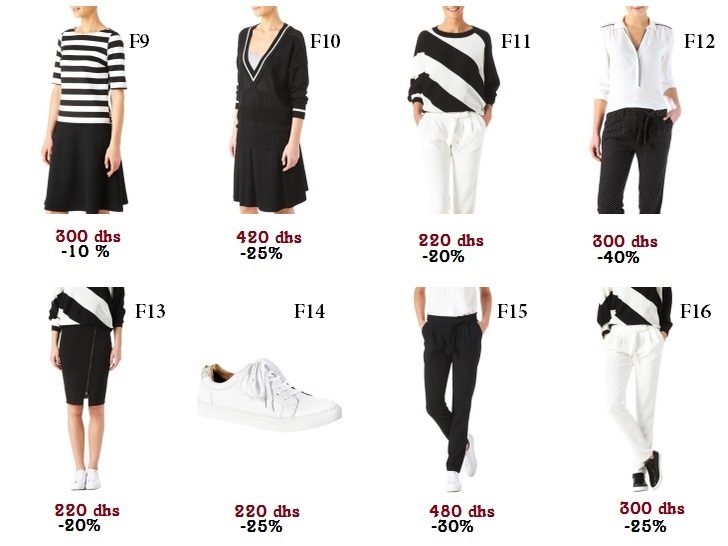 F9
F10
F11
F12
300 dhs
-10 %
420 dhs
-25%
220 dhs
-20%
300 dhs
-40%
F13
F14
F15
F16
220 dhs
-20%
220 dhs
-25%
480 dhs
-30%
300 dhs
-25%